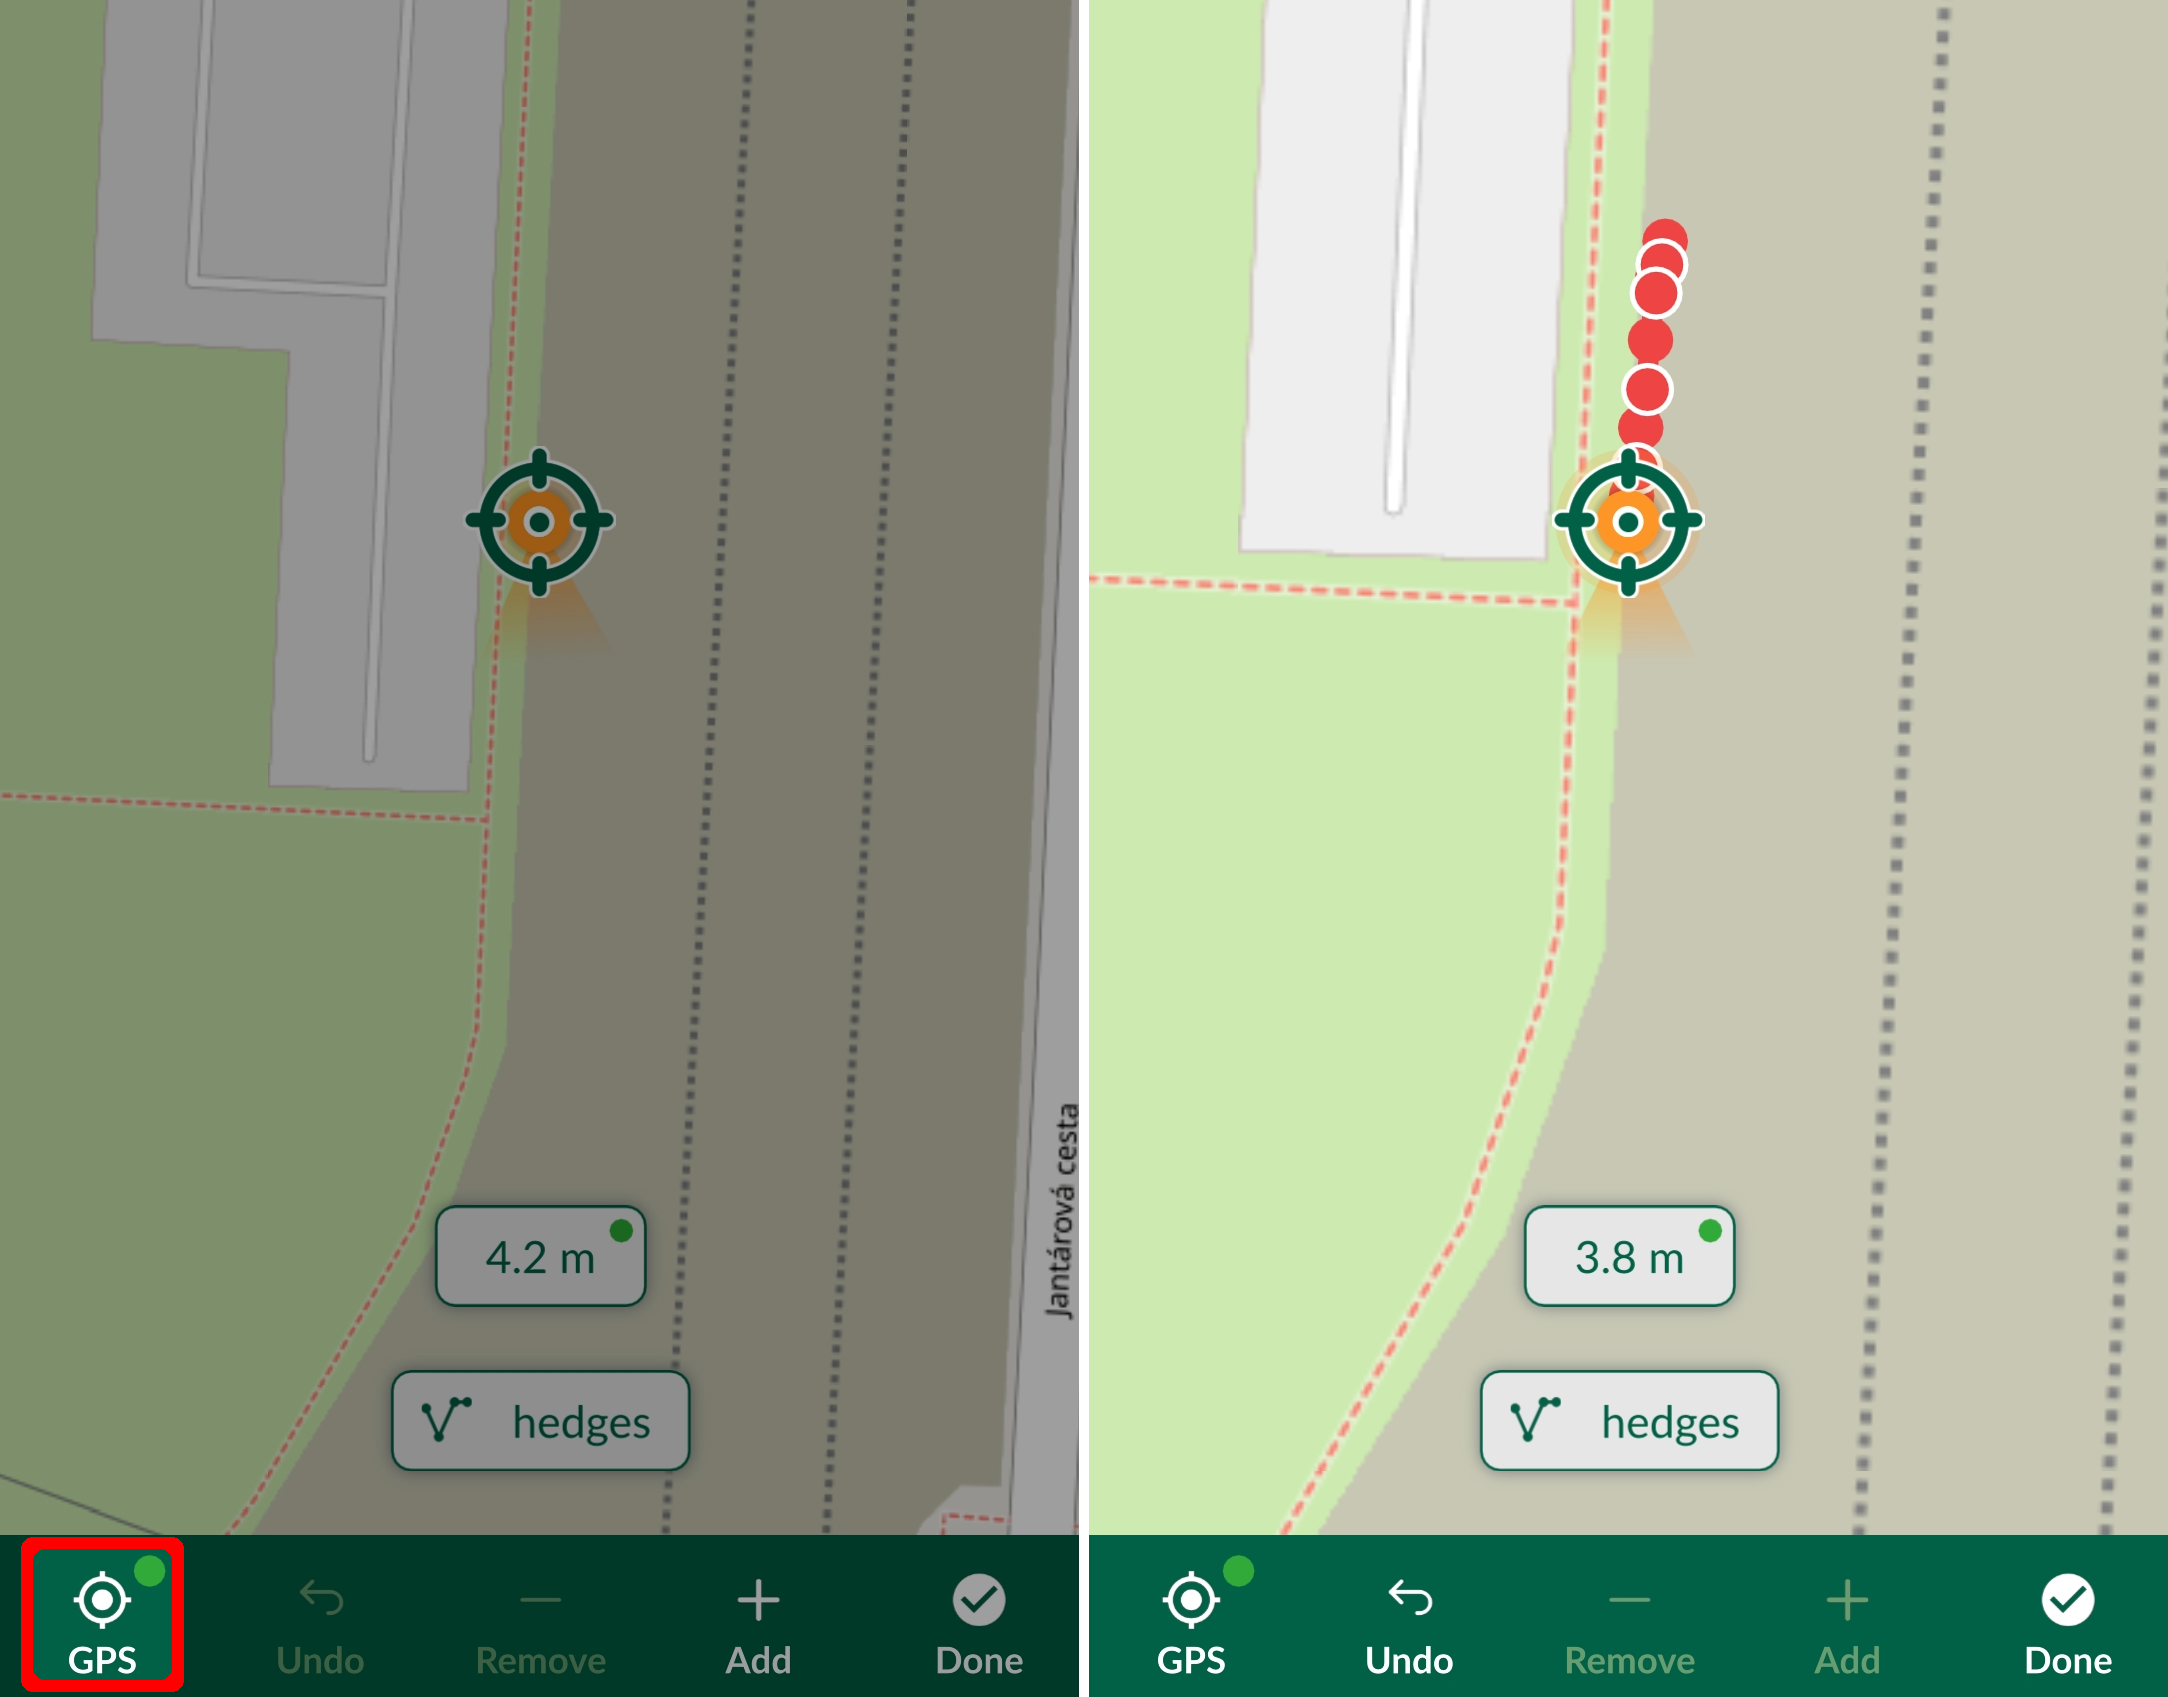 Jantárová cesta
4.2 m
hedges
GPS
Undo
Remove
Add
Done
3.8 m
hedges
GPS
Undo
Remove
Add
Done